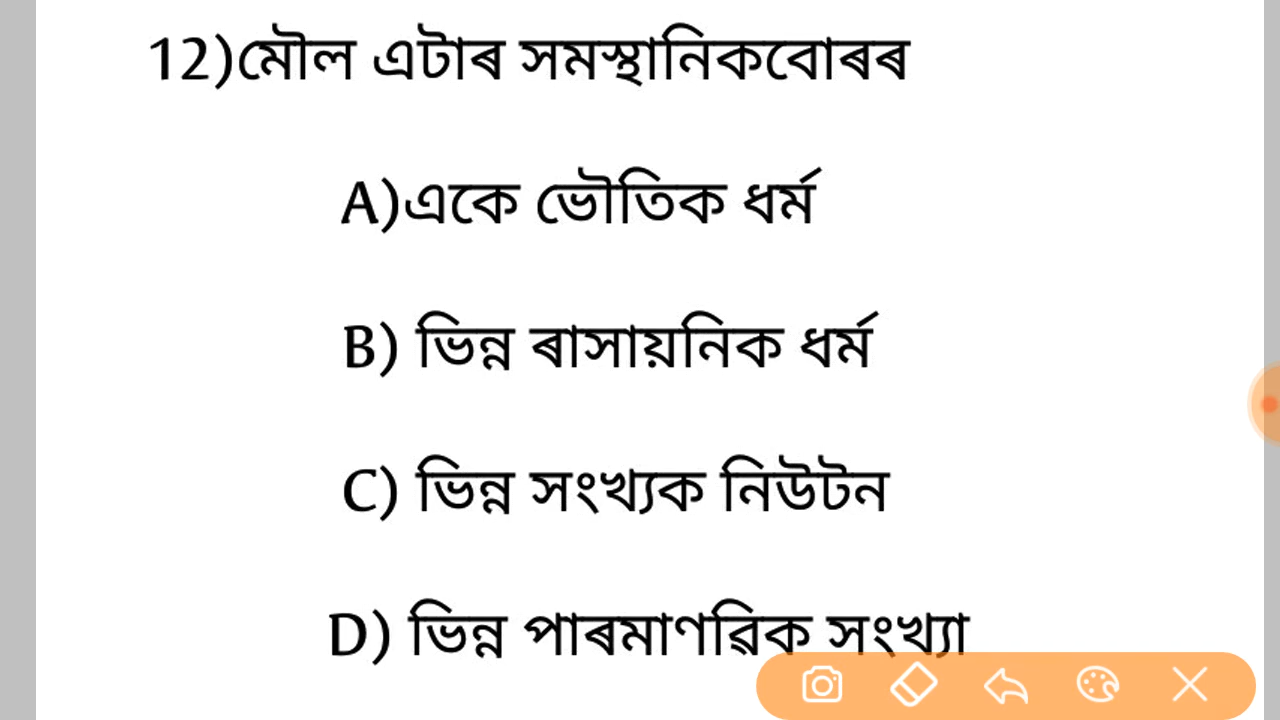 12)মৌল এটাৰ সমস্থানিকবোৰৰ
A)একে ভৌতিক ধৰ্ম
B) ভিন্ন ৰাসায়নিক ধৰ্ম
C) ভিন্ন সংখ্যক নিউটন
D) ভিন্ন পাৰমাণৱিক সংখ্যা